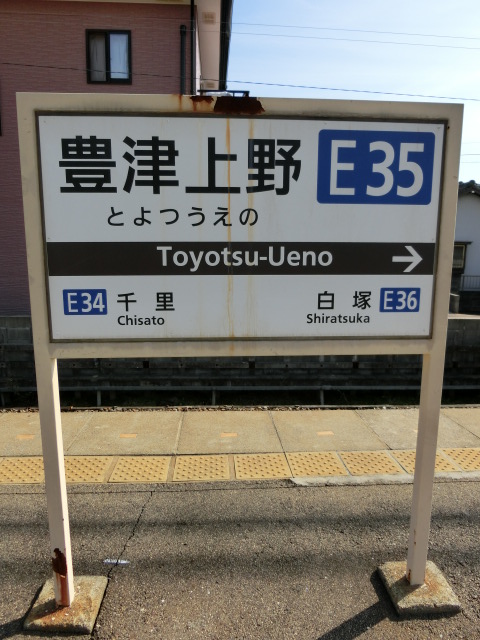 豊津上野 E35
とよつうえの
Toyotsu-Ueno →
E34 千里 白塚 E36
Chisato Shiratsuka